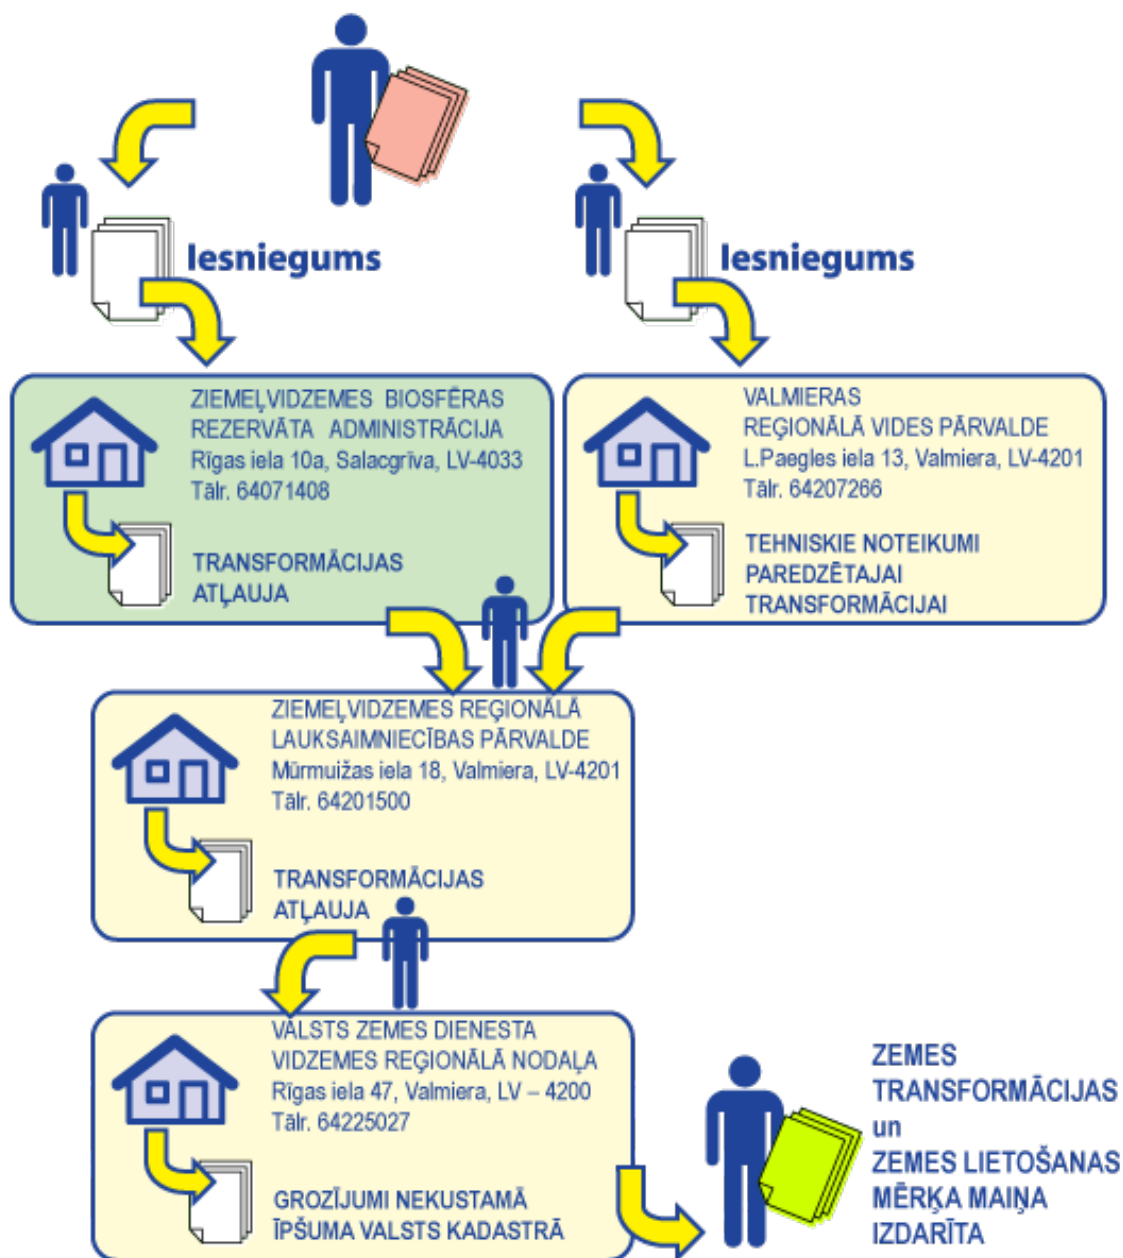 Iesniegums
Iesniegums
ZIEMEĻVIDZEMES BIOSFĒRAS
REZERVĀTA ADMINISTRĀCIJA
Rīgas iela 10a, Salacgrīva, LV-4033
Tālr. 64071408
TRANSFORMĀCIJAS
ATĻAUJA
VALMIERAS
REĢIONĀLĀ VIDES PĀRVALDE
L.Paegles iela 13, Valmiera, LV-4201
Tālr. 64207266
TEHNISKIE NOTEIKUMI
PAREDZĒTAJAI
TRANSFORMĀCIJAI
ZIEMEĻVIDZEMES REĢIONĀLĀ
LAUKSAIMNIECĪBAS PĀRVALDE
Mūrmuižas iela 18, Valmiera, LV-4201
Tālr. 64201500
TRANSFORMĀCIJAS
ATĻAUJA
VALSTS ZEMES DIENESTA
VIDZEMES REĢIONĀLĀ NODAĻA
Rīgas iela 47, Valmiera, LV – 4200
Tālr. 64225027
GROZĪJUMI NEKUSTAMĀ
ĪPŠUMA VALSTS KADASTRĀ
ZEMES
TRANSFORMĀCIJAS
un
ZEMES LIETOŠANAS
MĒRĶA MAIŅA
IZDARĪTA